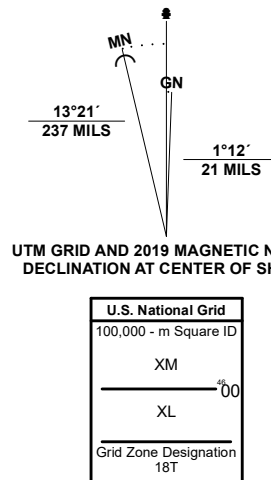 MN
GN
13°21´
237 MILS
1°12´
21 MILS
UTM GRID AND 2019 MAGNETIC N
DECLINATION AT CENTER OF SH
U.S. National Grid
100,000 - m Square ID
XM
46 00
XL
Grid Zone Designation
18T